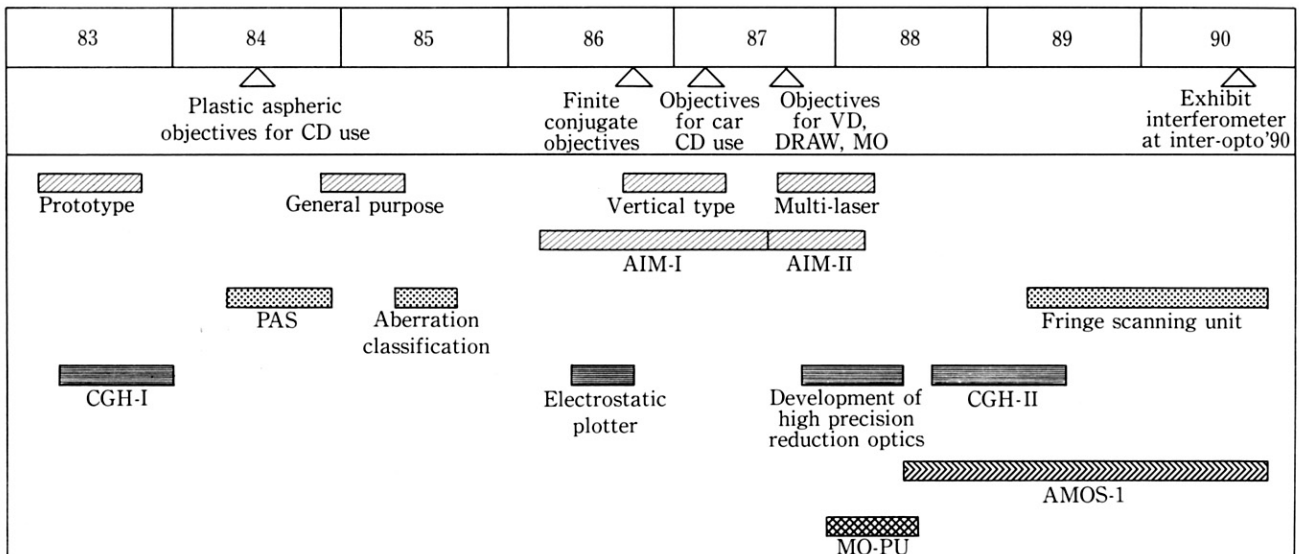 83 84 85 86 87 88 89 90
Plastic aspheric
objectives for CD use
Finite
conjugate
objectives
Objectives
for car
CD use
Objectives
for VD,
DRAW, MO
Exhibit
interferometer
at inter-opto'90
Prototype
General purpose
Vertical type
Multi-laser
AIM-I
AIM-II
PAS
Aberration
classification
Fringe scanning unit
CGH-I
Electrostatic
plotter
Development of
high precision
reduction optics
CGH-II
AMOS-1
MO-PU